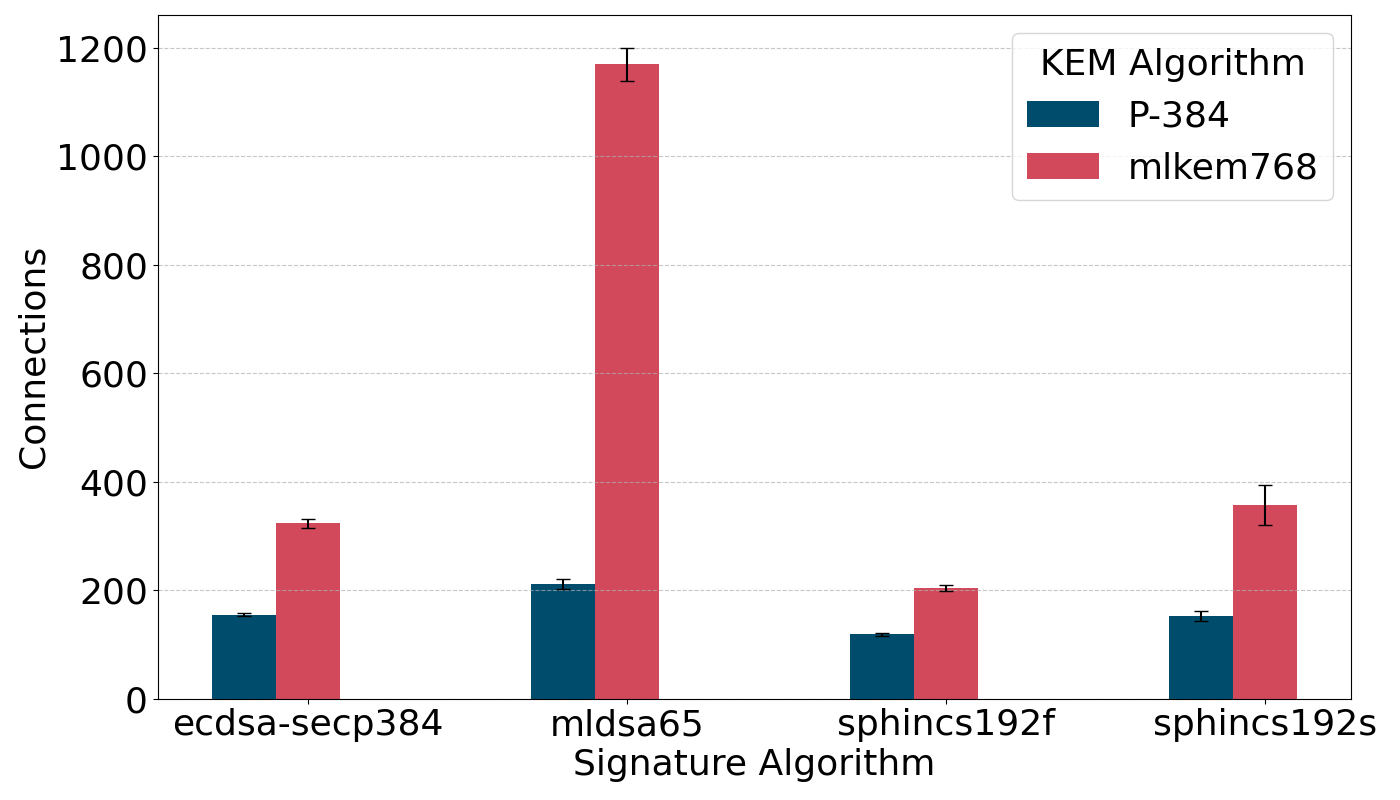 1200
1000
800
600
400
200
0
Connections
KEM Algorithm
P-384
mlkem768
ecdsa-secp384 mldsa65 sphincs192f sphincs192s
Signature Algorithm